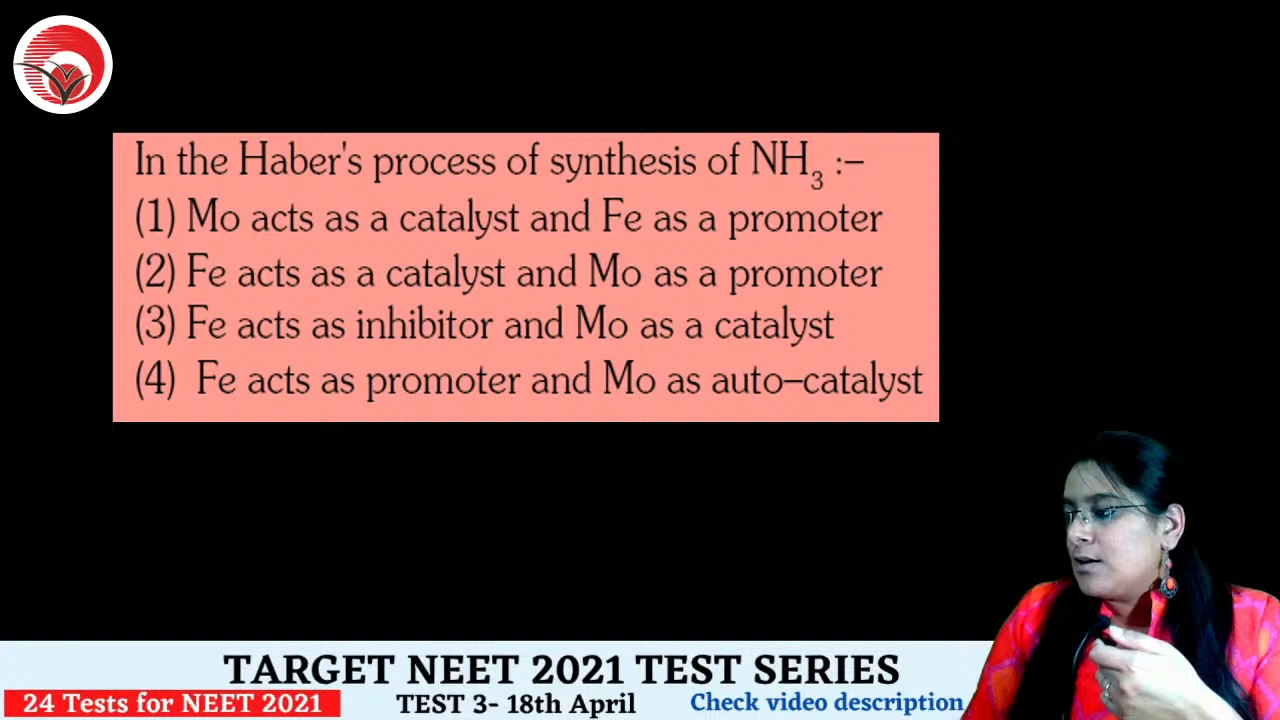 In the Haber's process of synthesis of NH₃ :–
(1) Mo acts as a catalyst and Fe as a promoter
(2) Fe acts as a catalyst and Mo as a promoter
(3) Fe acts as inhibitor and Mo as a catalyst
(4) Fe acts as promoter and Mo as auto–catalyst
TARGET NEET 2021 TEST SERIES
24 Tests for NEET 2021 TEST 3- 18th April Check video description